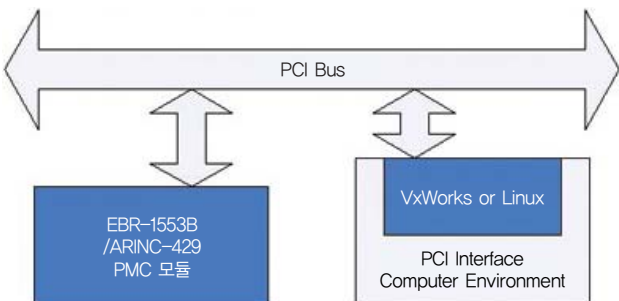 PCI Bus
EBR-1553B
/ARINC-429
PMC 모듈
VxWorks or Linux
PCI Interface
Computer Environment